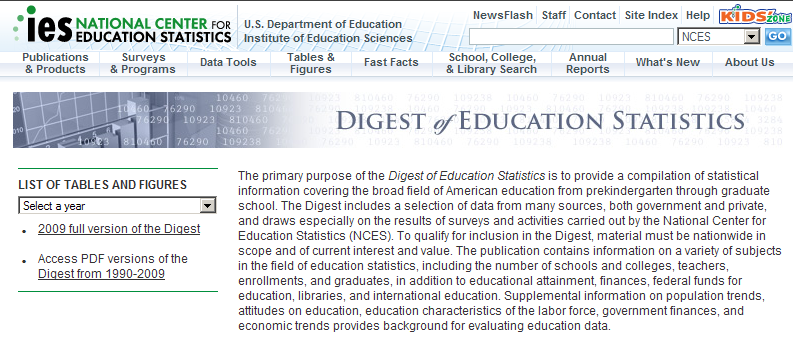 NewsFlash Staff Contact Site Index Help KiDS ZONE
ies NATIONAL CENTER FOR EDUCATION STATISTICS
U.S. Department of Education
Institute of Education Sciences
NCES GO
Publications & Products
Surveys & Programs
Data Tools
Tables & Figures
Fast Facts
School, College, & Library Search
Annual Reports
What's New
About Us
DIGEST of EDUCATION STATISTICS
LIST OF TABLES AND FIGURES
Select a year
• 2009 full version of the Digest
• Access PDF versions of the
Digest from 1990-2009
The primary purpose of the Digest of Education Statistics is to provide a compilation of statistical
information covering the broad field of American education from prekindergarten through graduate
school. The Digest includes a selection of data from many sources, both government and private,
and draws especially on the results of surveys and activities carried out by the National Center for
Education Statistics (NCES). To qualify for inclusion in the Digest, material must be nationwide in
scope and of current interest and value. The publication contains information on a variety of subjects
in the field of education statistics, including the number of schools and colleges, teachers,
enrollments, and graduates, in addition to educational attainment, finances, federal funds for
education, libraries, and international education. Supplemental information on population trends,
attitudes on education, education characteristics of the labor force, government finances, and
economic trends provides background for evaluating education data.